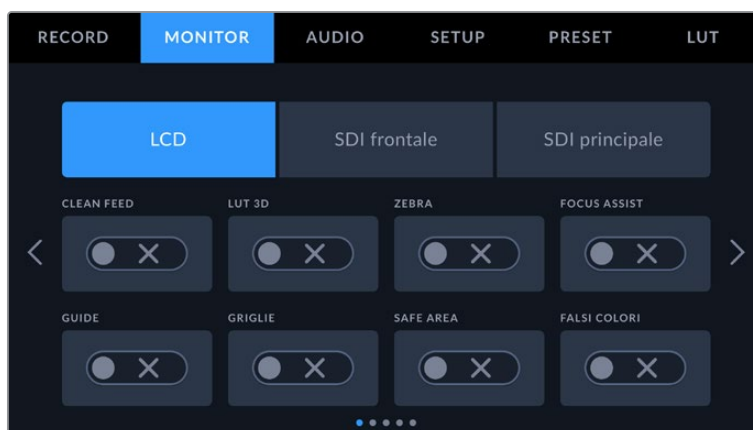 RECORD MONITOR AUDIO SETUP PRESET LUT
LCD SDI frontale SDI principale
CLEAN FEED LUT 3D ZEBRA FOCUS ASSIST
GUIDE GRIGLIE SAFE AREA FALSI COLORI